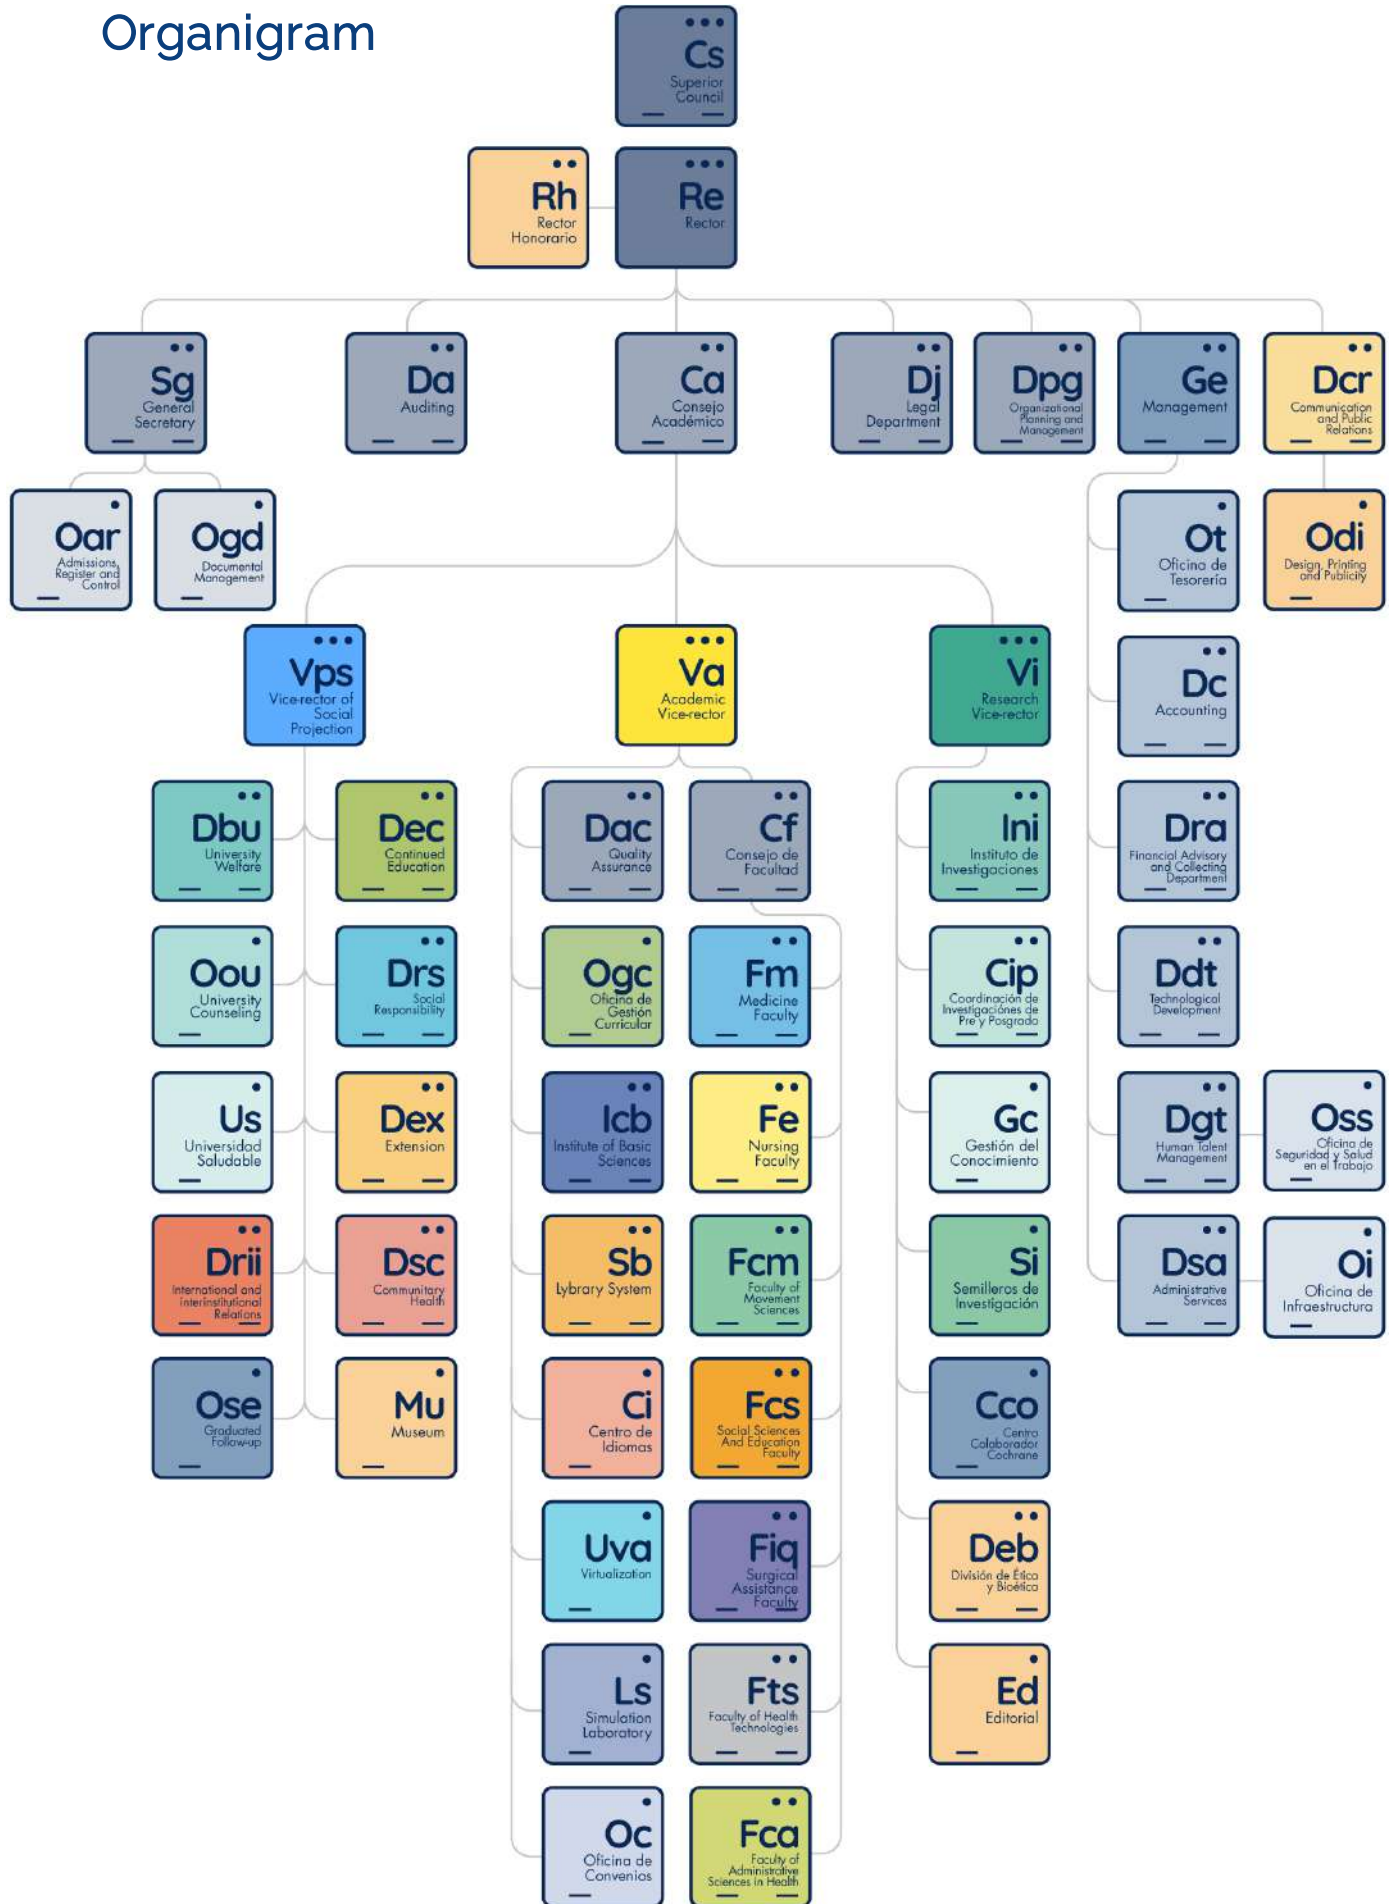 Organigram
Cs
Superior
Council
Rh
Rector
Honorario
Re
Rector
Sg
General
Secretary
Da
Auditing
Ca
Consejo
Académico
Dj
Legal
Department
Dpg
Organizational
Planning and
Management
Ge
Management
Dcr
Communication
and Public
Relations
Oar
Admissions,
Register and
Control
Ogd
Documental
Management
Ot
Oficina de
Tesorería
Odi
Design, Printing
and Publicity
Vps
Vice-rector of
Social
Projection
Va
Academic
Vice-rector
Vi
Research
Vice-rector
Dc
Accounting
Dbu
University
Welfare
Dec
Continued
Education
Dac
Quality
Assurance
Cf
Consejo de
Facultad
Ini
Instituto de
Investigaciones
Dra
Financial Advisory
and Collecting
Department
Oou
University
Counseling
Drs
Social
Responsibility
Ogc
Oficina de
Gestión
Curricular
Fm
Medicine
Faculty
Cip
Coordinación de
Investigaciónes de
Pre y Posgrado
Ddt
Technological
Development
Us
Universidad
Saludable
Dex
Extension
Icb
Institute of Basic
Sciences
Fe
Nursing
Faculty
Gc
Gestión del
Conocimiento
Dgt
Human Talent
Management
Oss
Oficina de
Seguridad y Salud
en el Trabajo
Drii
International and
interinstitutional
Relations
Dsc
Communitary
Health
Sb
Lybrary System
Fcm
Faculty of
Movement
Sciences
Si
Semilleros de
Investigación
Dsa
Administrative
Services
Oi
Oficina de
Infraestructura
Ose
Graduated
Follow-up
Mu
Museum
Ci
Centro de
Idiomas
Fcs
Social Sciences
And Education
Faculty
Cco
Centro
Colaborador
Cochrane
Uva
Virtualization
Fiq
Surgical
Assistance
Faculty
Deb
División de Ética
y Bioética
Ls
Simulation
Laboratory
Fts
Faculty of Health
Technologies
Ed
Editorial
Oc
Oficina de
Convenios
Fca
Faculty of
Administrative
Sciences in Health